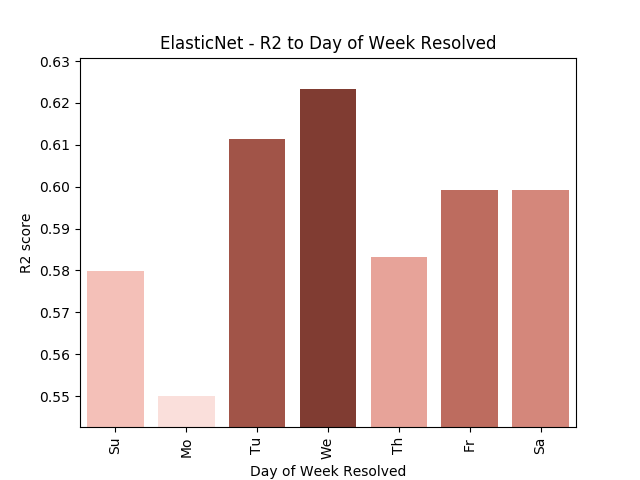 ElasticNet - R2 to Day of Week Resolved
0.63
0.62
0.61
0.60
0.59
0.58
0.57
0.56
0.55
R2 score
Su
Mo
Tu
We
Th
Fr
Sa
Day of Week Resolved